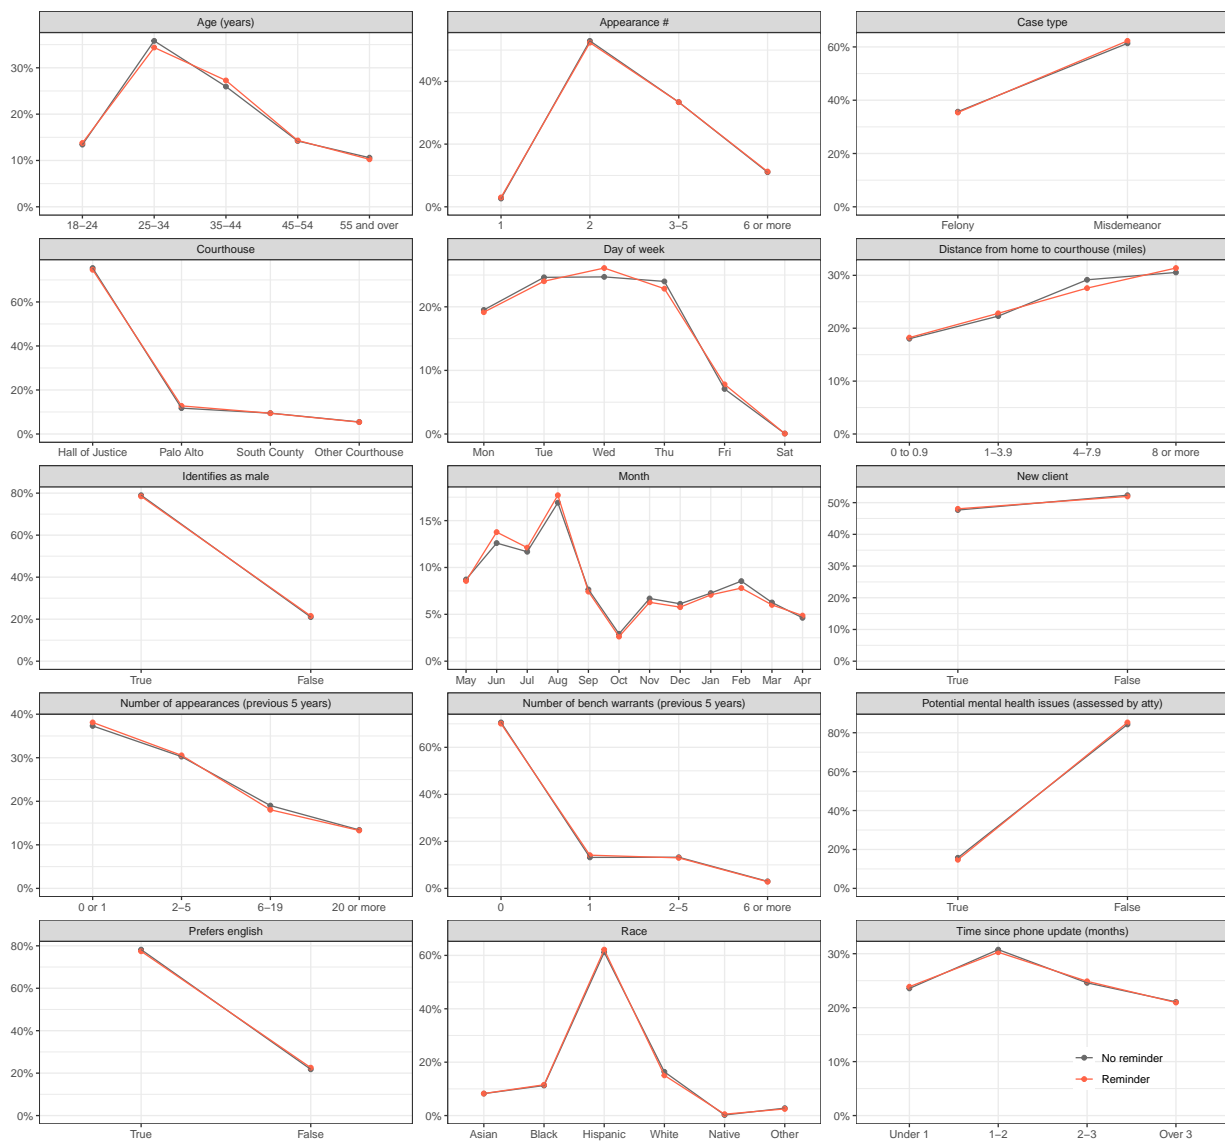 Age (years)
30%
20%
10%
0%
18–24 25–34 35–44 45–54 55 and over
Appearance #
40%
20%
0%
1 2 3–5 6 or more
Case type
60%
40%
20%
0%
Felony Misdemeanor
Courthouse
60%
40%
20%
0%
Hall of Justice Palo Alto South County Other Courthouse
Day of week
20%
10%
0%
Mon Tue Wed Thu Fri Sat
Distance from home to courthouse (miles)
30%
20%
10%
0%
0 to 0.9 1–3.9 4–7.9 8 or more
Identifies as male
80%
60%
40%
20%
0%
True False
Month
15%
10%
5%
0%
May Jun Jul Aug Sep Oct Nov Dec Jan Feb Mar Apr
New client
50%
40%
30%
20%
10%
0%
True False
Number of appearances (previous 5 years)
40%
30%
20%
10%
0%
0 or 1 2–5 6–19 20 or more
Number of bench warrants (previous 5 years)
60%
40%
20%
0%
0 1 2–5 6 or more
Potential mental health issues (assessed by atty)
80%
60%
40%
20%
0%
True False
Prefers english
80%
60%
40%
20%
0%
True False
Race
60%
40%
20%
0%
Asian Black Hispanic White Native Other
Time since phone update (months)
30%
20%
10%
0%
No reminder
Reminder
Under 1 1–2 2–3 Over 3